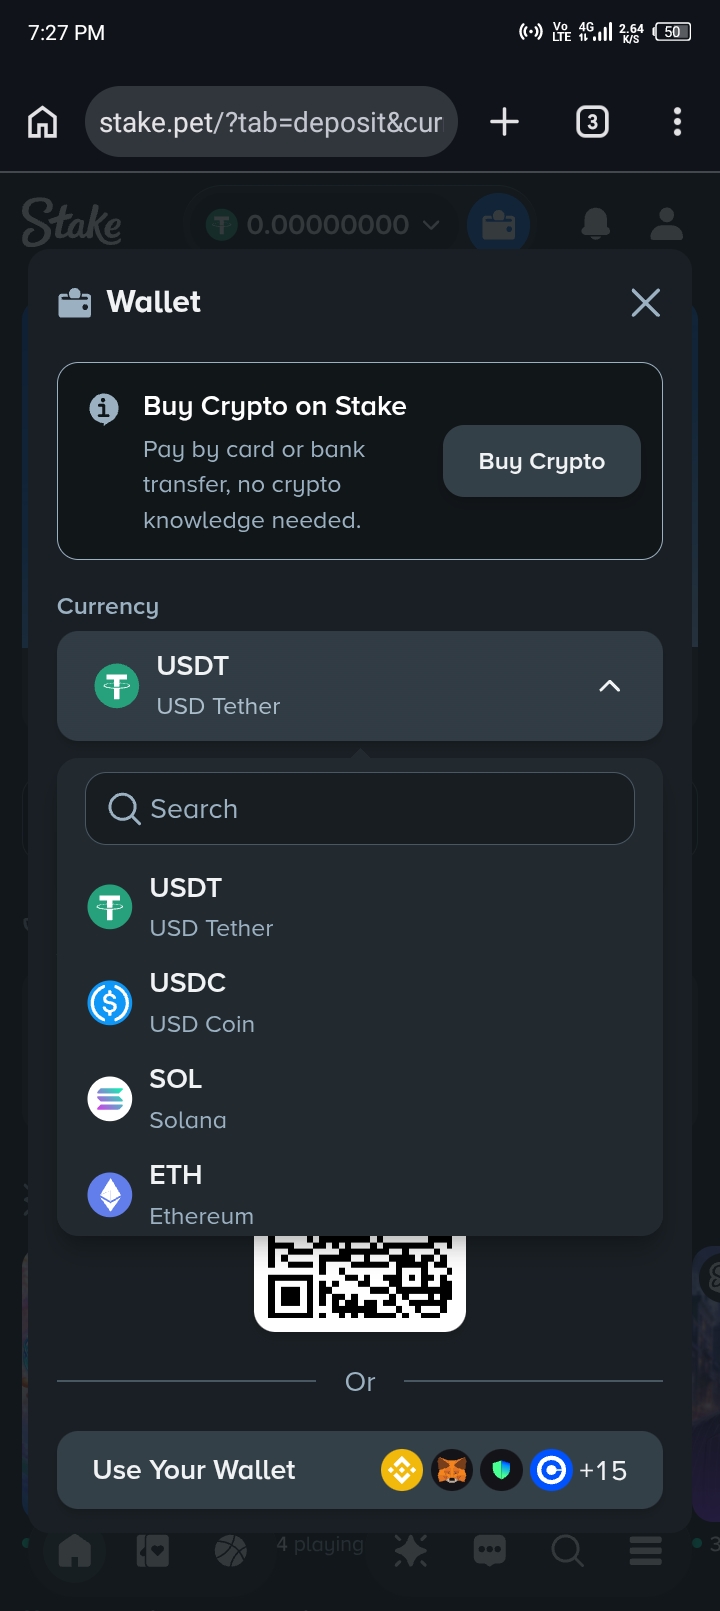 7:27 PM
Vo LTE 4G 2.64 K/S 50
stake.pet/?tab=deposit&cur
3
Stake
0.00000000
Wallet
Buy Crypto on Stake
Pay by card or bank
transfer, no crypto
knowledge needed.
Buy Crypto
Currency
USDT
USD Tether
Search
USDT
USD Tether
USDC
USD Coin
SOL
Solana
ETH
Ethereum
Or
Use Your Wallet
+15
4 playing
3